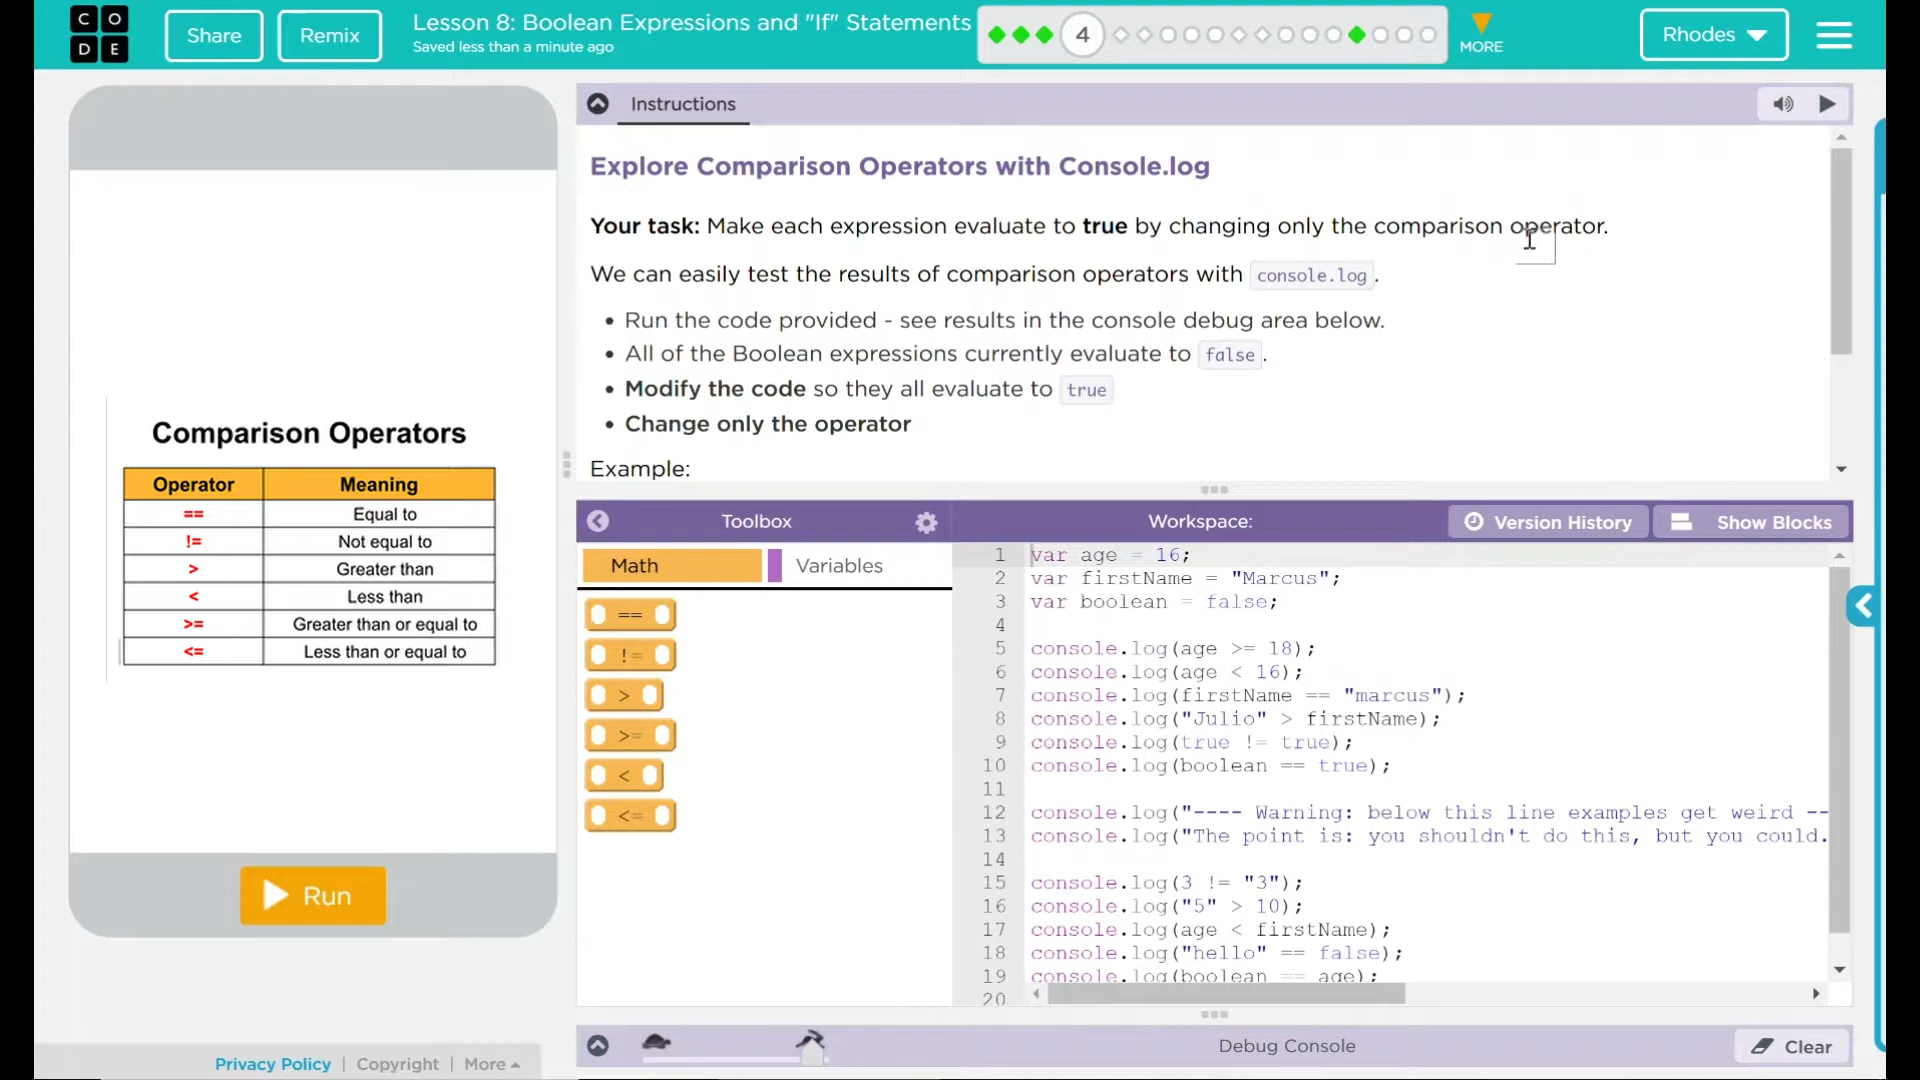 CODE
Share
Remix
Lesson 8: Boolean Expressions and "If" Statements
Saved less than a minute ago
4
MORE
Rhodes
Instructions
Explore Comparison Operators with Console.log
Your task: Make each expression evaluate to true by changing only the comparison operator.
We can easily test the results of comparison operators with console.log.
• Run the code provided - see results in the console debug area below.
• All of the Boolean expressions currently evaluate to false.
• Modify the code so they all evaluate to true
• Change only the operator
Example:
Comparison Operators
Operator Meaning
== Equal to
!= Not equal to
> Greater than
< Less than
>= Greater than or equal to
<= Less than or equal to
Run
Privacy Policy | Copyright | More
Toolbox
Workspace:
Version History
Show Blocks
Math
Variables
==
!=
>
>=
<
<=
1 var age = 16;
2 var firstName = "Marcus";
3 var boolean = false;
4
5 console.log(age >= 18);
6 console.log(age < 16);
7 console.log(firstName == "marcus");
8 console.log("Julio" > firstName);
9 console.log(true != true);
10 console.log(boolean == true);
11
12 console.log("---- Warning: below this line examples get weird --
13 console.log("The point is: you shouldn't do this, but you could.
14
15 console.log(3 != "3");
16 console.log("5" > 10);
17 console.log(age < firstName);
18 console.log("hello" == false);
19 console.log(boolean == age);
20
Debug Console
Clear